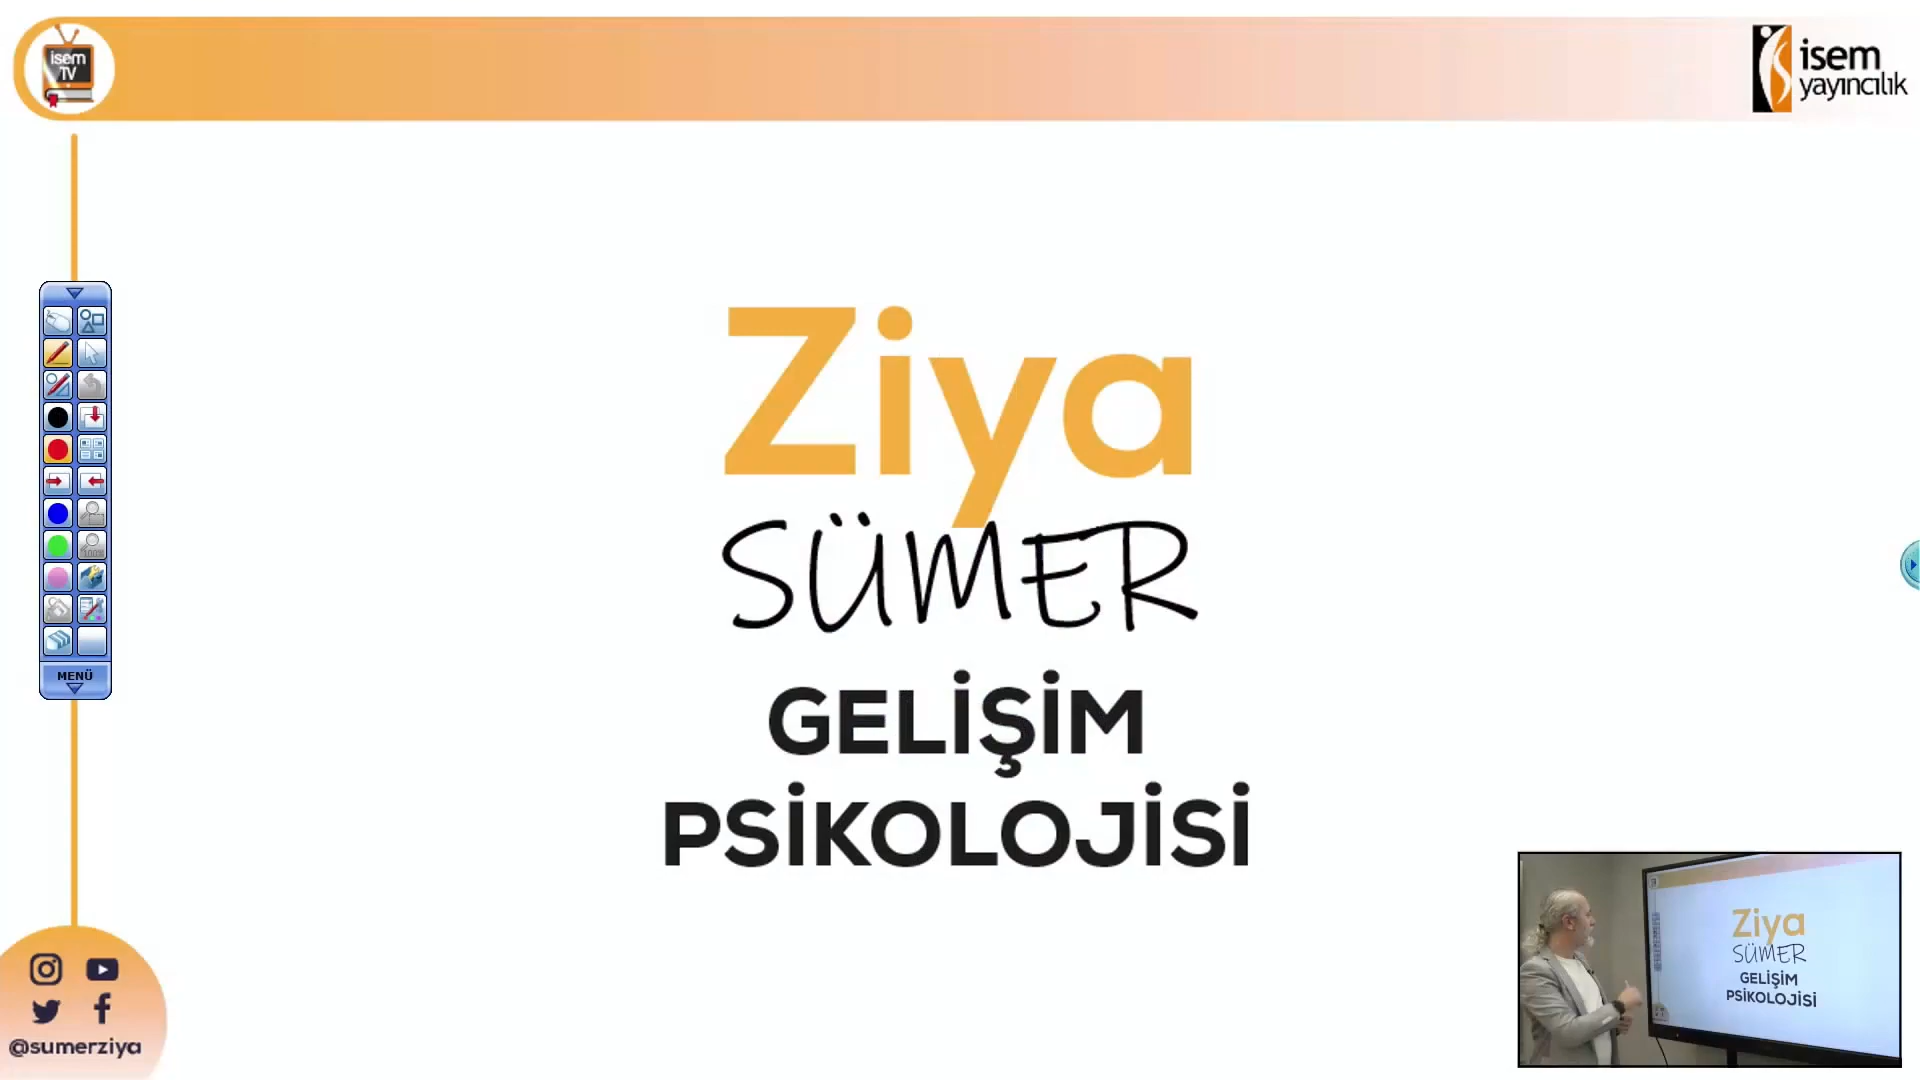 isem
TV
isem
yayıncılık
Ziya
SÜMER
GELİŞİM
PSİKOLOJİSİ
100%
MENÜ
@sumerziya
Ziya
SÜMER
GELİŞİM
PSİKOLOJİSİ